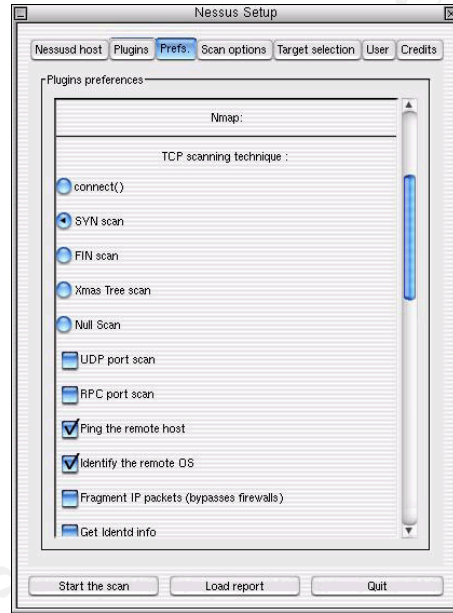 Nessus Setup
Nessusd host Plugins Prefs. Scan options Target selection User Credits
Plugins preferences
Nmap:
TCP scanning technique :
connect()
SYN scan
FIN scan
Xmas Tree scan
Null Scan
UDP port scan
RPC port scan
Ping the remote host
Identify the remote OS
Fragment IP packets (bypasses firewalls)
Get Identd info
Start the scan Load report Quit